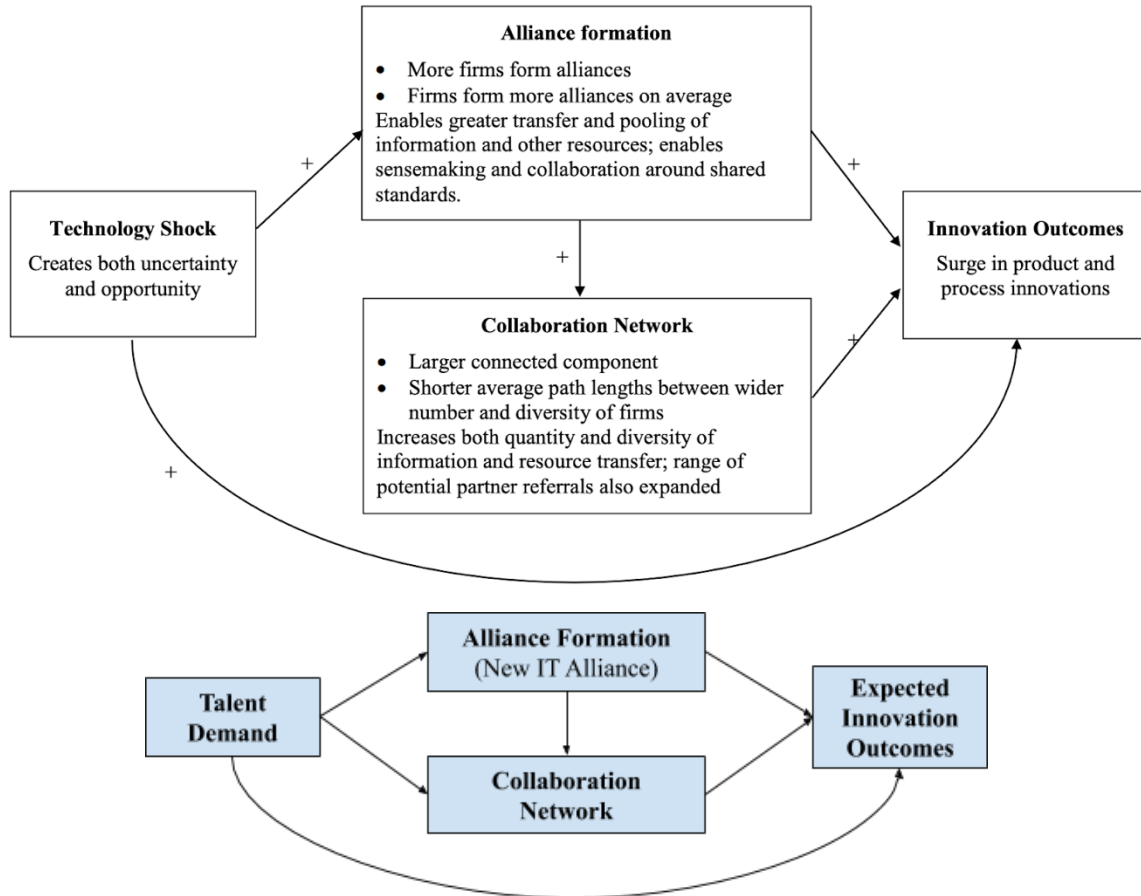 Alliance formation
• More firms form alliances
• Firms form more alliances on average
Enables greater transfer and pooling of
information and other resources; enables
sensemaking and collaboration around shared
standards.
+
+
Technology Shock
Creates both uncertainty
and opportunity
Innovation Outcomes
Surge in product and
process innovations
+
Collaboration Network
• Larger connected component
• Shorter average path lengths between wider
number and diversity of firms
Increases both quantity and diversity of
information and resource transfer; range of
potential partner referrals also expanded
+
+
Alliance Formation
(New IT Alliance)
Talent
Demand
Expected
Innovation
Outcomes
Collaboration
Network